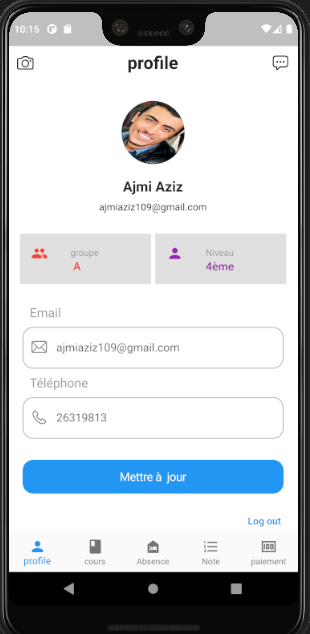 10:15
profile
Ajmi Aziz
ajmiaziz109@gmail.com
groupe
A
Niveau
4ème
Email
ajmiaziz109@gmail.com
Téléphone
26319813
Mettre à jour
Log out
profile
cours
Absence
Note
paiement